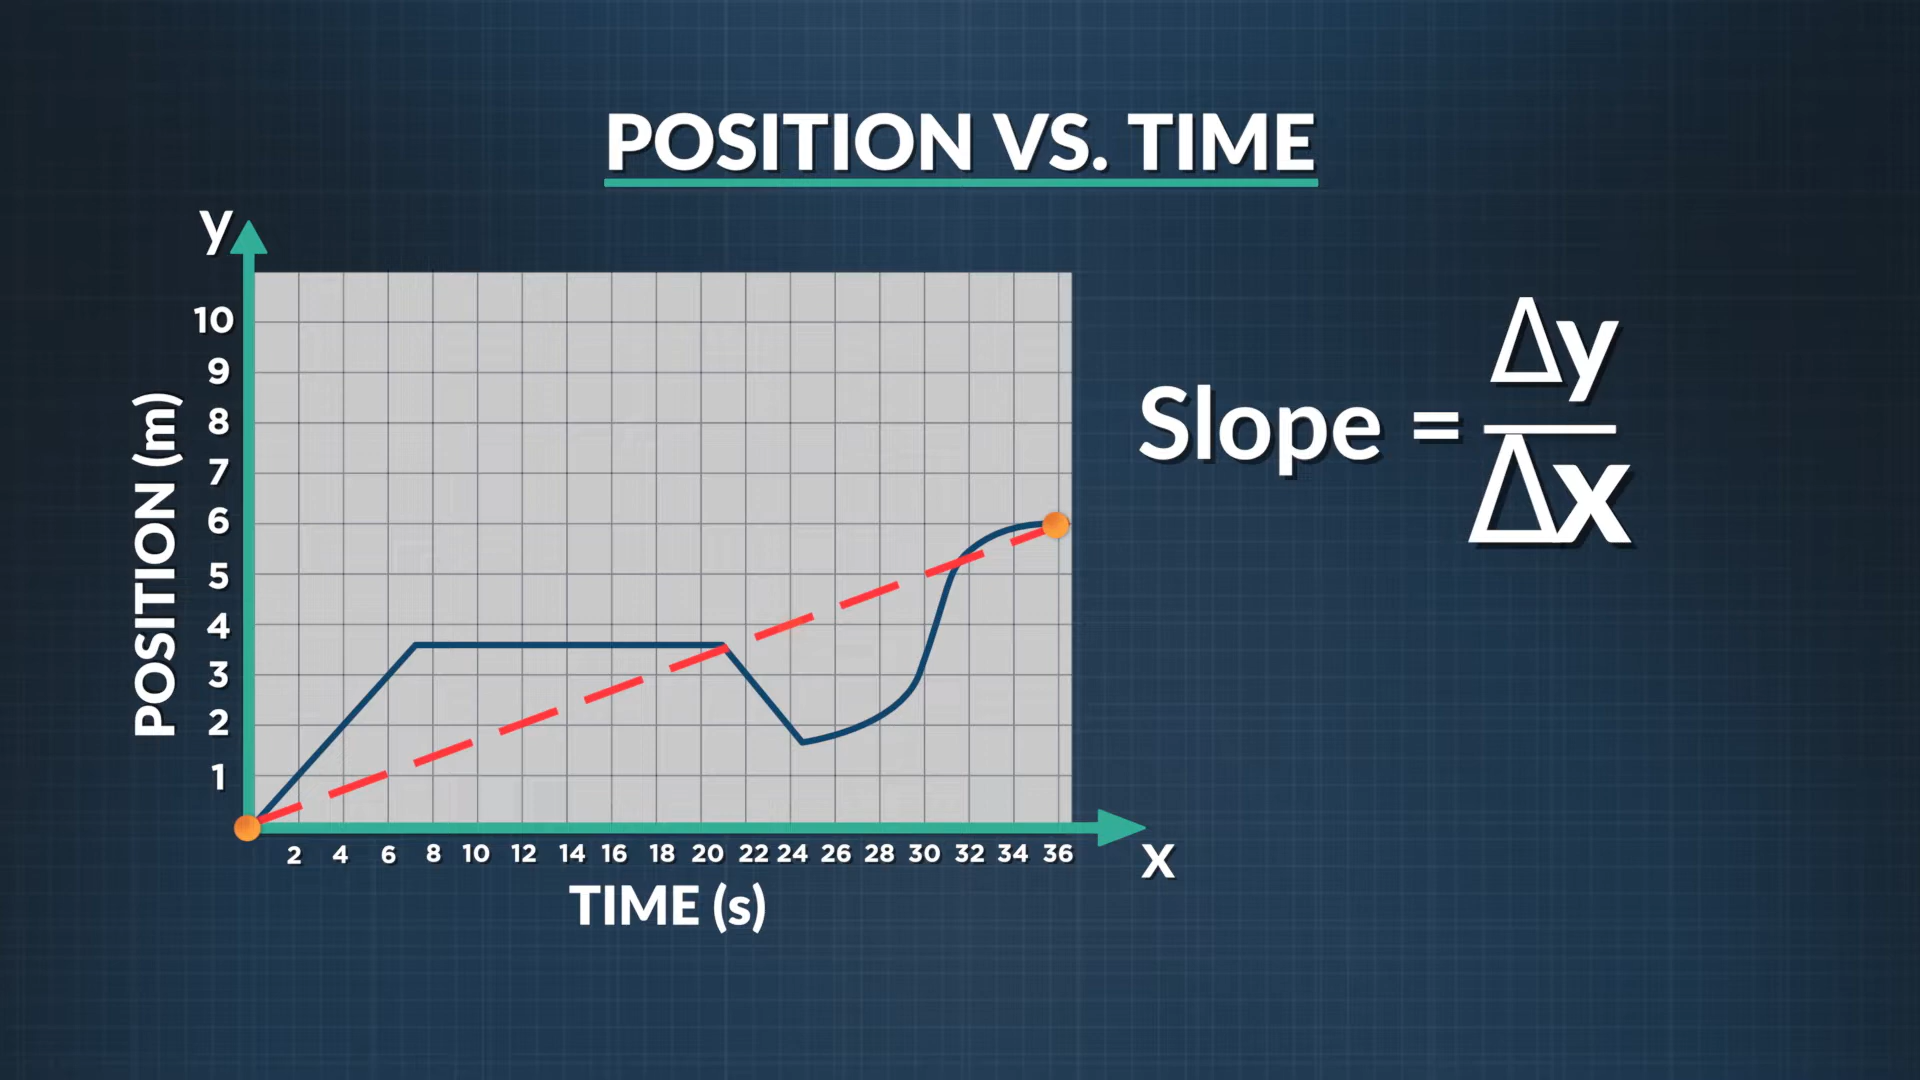 POSITION VS. TIME
y
10
9
8
7
6
5
4
3
2
1
POSITION (m)
2 4 6 8 10 12 14 16 18 20 22 24 26 28 30 32 34 36
x
TIME (s)
Slope = Δy
Δx